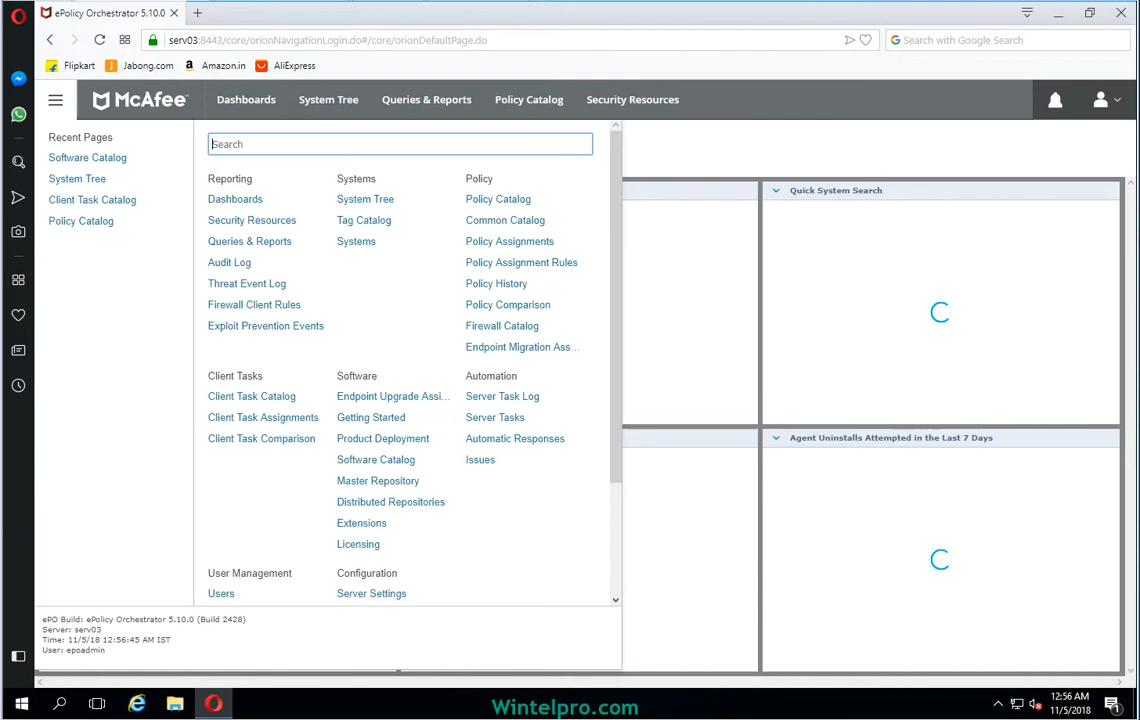 ePolicy Orchestrator 5.10.0
serv03:8443/core/orionNavigationLogin.do#/core/orionDefaultPage.do
Search with Google Search
Flipkart
Jabong.com
Amazon.in
AliExpress
McAfee
Dashboards
System Tree
Queries & Reports
Policy Catalog
Security Resources
Recent Pages
Software Catalog
System Tree
Client Task Catalog
Policy Catalog
Search
Reporting
Dashboards
Security Resources
Queries & Reports
Audit Log
Threat Event Log
Firewall Client Rules
Exploit Prevention Events
Systems
System Tree
Tag Catalog
Systems
Policy
Policy Catalog
Common Catalog
Policy Assignments
Policy Assignment Rules
Policy History
Policy Comparison
Firewall Catalog
Endpoint Migration Ass...
Client Tasks
Client Task Catalog
Client Task Assignments
Client Task Comparison
Software
Endpoint Upgrade Assi...
Getting Started
Product Deployment
Software Catalog
Master Repository
Distributed Repositories
Extensions
Licensing
Automation
Server Task Log
Server Tasks
Automatic Responses
Issues
User Management
Users
Configuration
Server Settings
Quick System Search
Agent Uninstalls Attempted in the Last 7 Days
ePO Build: ePolicy Orchestrator 5.10.0 (Build 2428)
Server: serv03
Time: 11/5/18 12:56:45 AM IST
User: epoadmin
Wintelpro.com
12:56 AM
11/5/2018
1